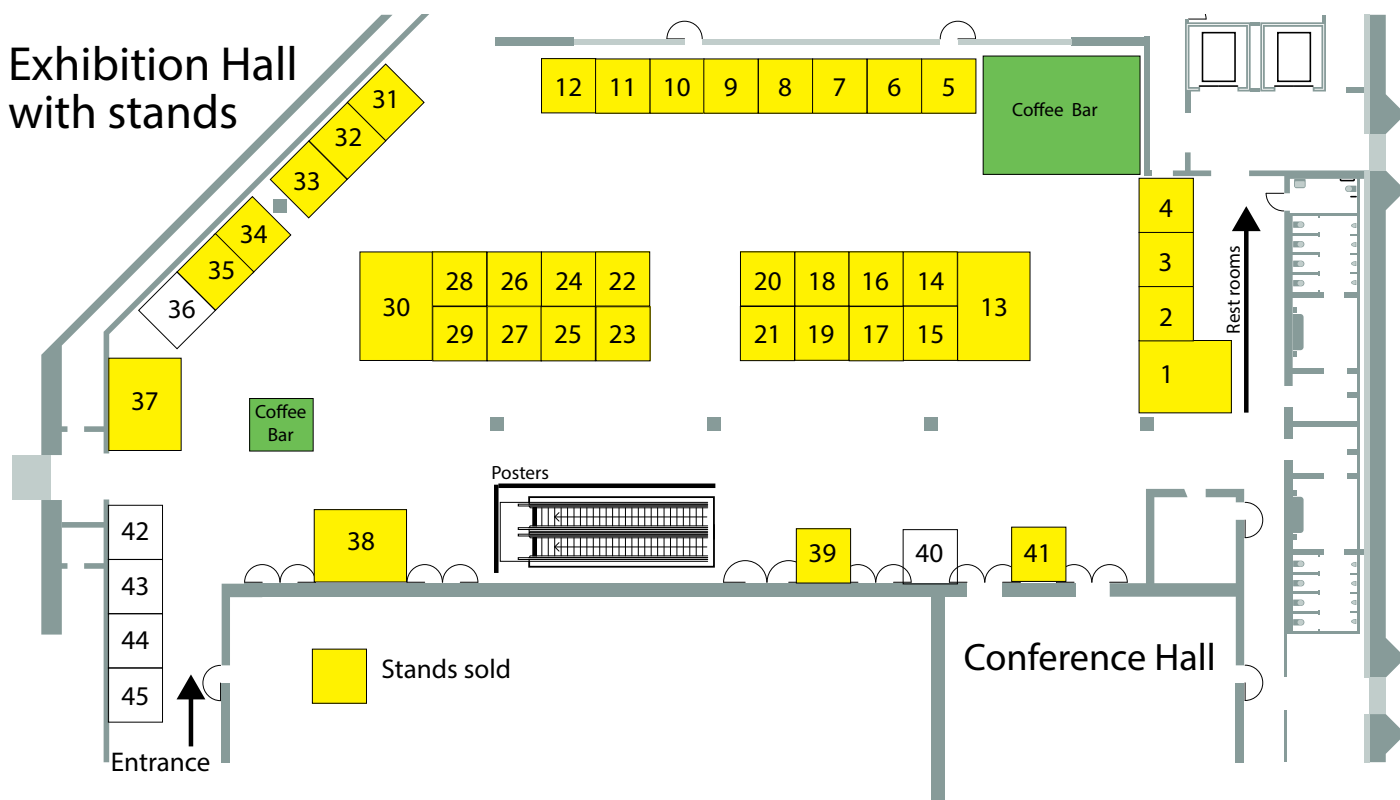 Exhibition Hall
with stands
31
32
33
34
35
36
12 11 10 9 8 7 6 5
Coffee Bar
4
3
2
1
Rest rooms
30
28 26 24 22
29 27 25 23
20 18 16 14
21 19 17 15
13
37
Coffee
Bar
Posters
42
43
44
45
38
39
40
41
Stands sold
Conference Hall
Entrance